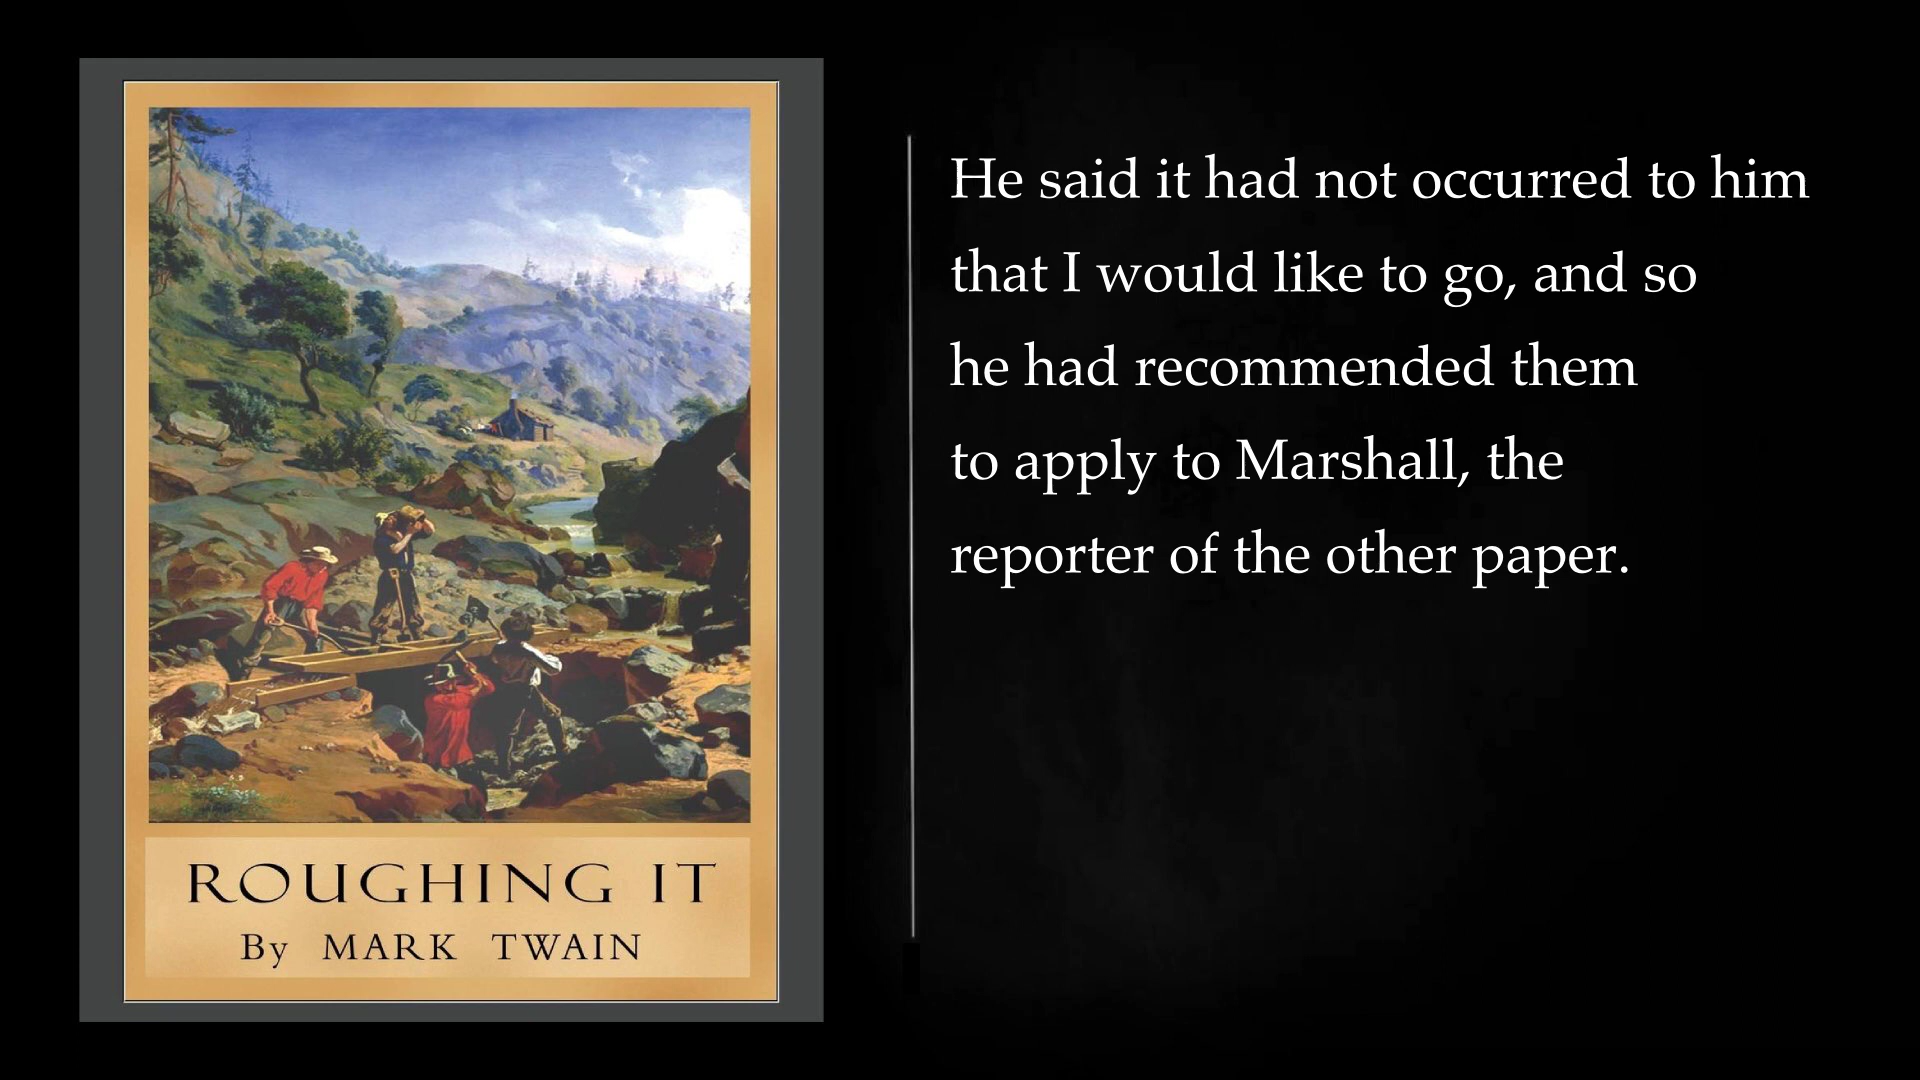 ROUGHING IT
By MARK TWAIN
He said it had not occurred to him
that I would like to go, and so
he had recommended them
to apply to Marshall, the
reporter of the other paper.